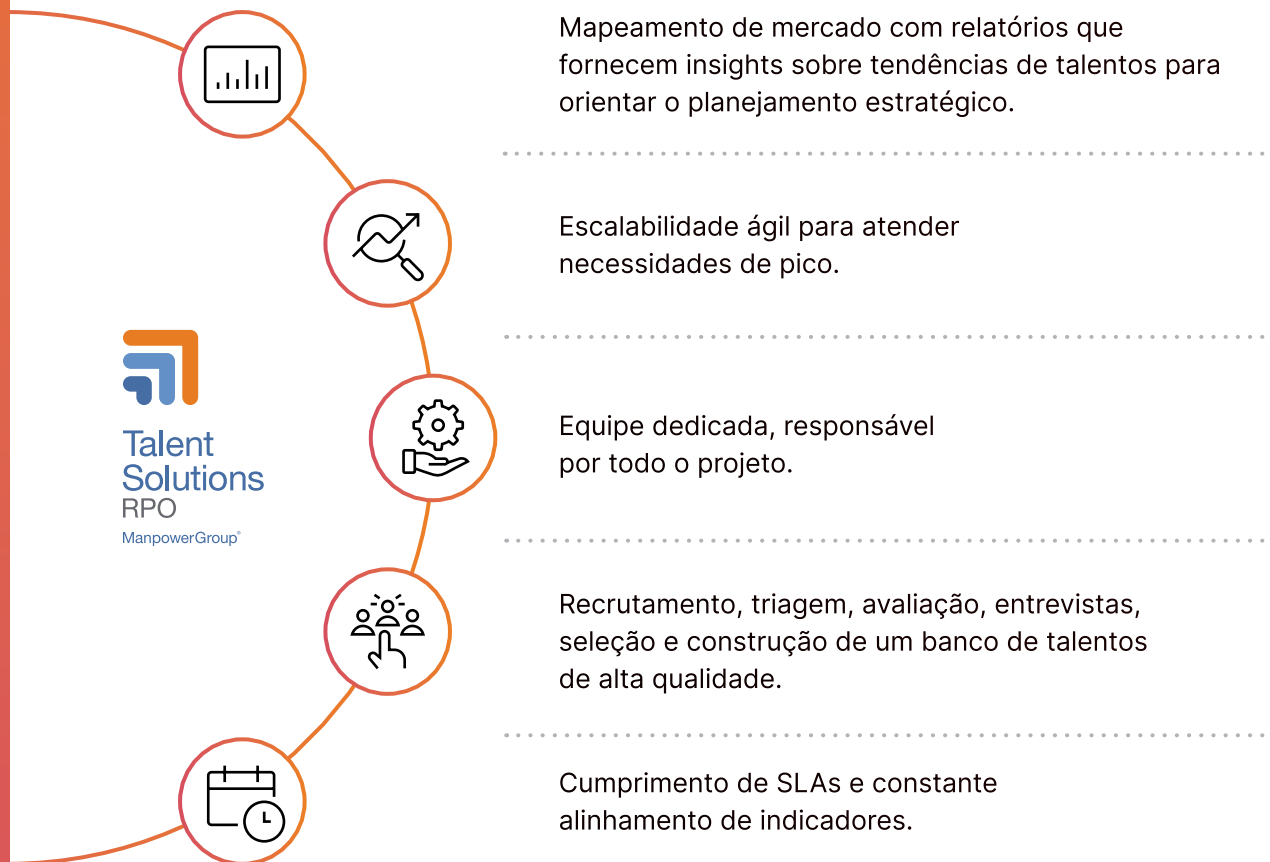 Mapeamento de mercado com relatórios que
fornecem insights sobre tendências de talentos para
orientar o planejamento estratégico.
Escalabilidade ágil para atender
necessidades de pico.
Talent
Solutions
RPO
ManpowerGroup®
Equipe dedicada, responsável
por todo o projeto.
Recrutamento, triagem, avaliação, entrevistas,
seleção e construção de um banco de talentos
de alta qualidade.
Cumprimento de SLAs e constante
alinhamento de indicadores.